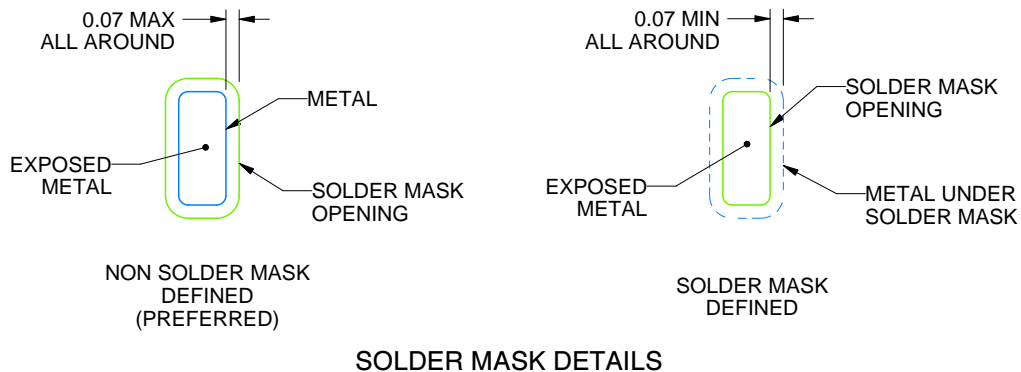 0.07 MAX
ALL AROUND
METAL
EXPOSED
METAL
SOLDER MASK
OPENING
NON SOLDER MASK
DEFINED
(PREFERRED)
0.07 MIN
ALL AROUND
SOLDER MASK
OPENING
EXPOSED
METAL
METAL UNDER
SOLDER MASK
SOLDER MASK
DEFINED
SOLDER MASK DETAILS